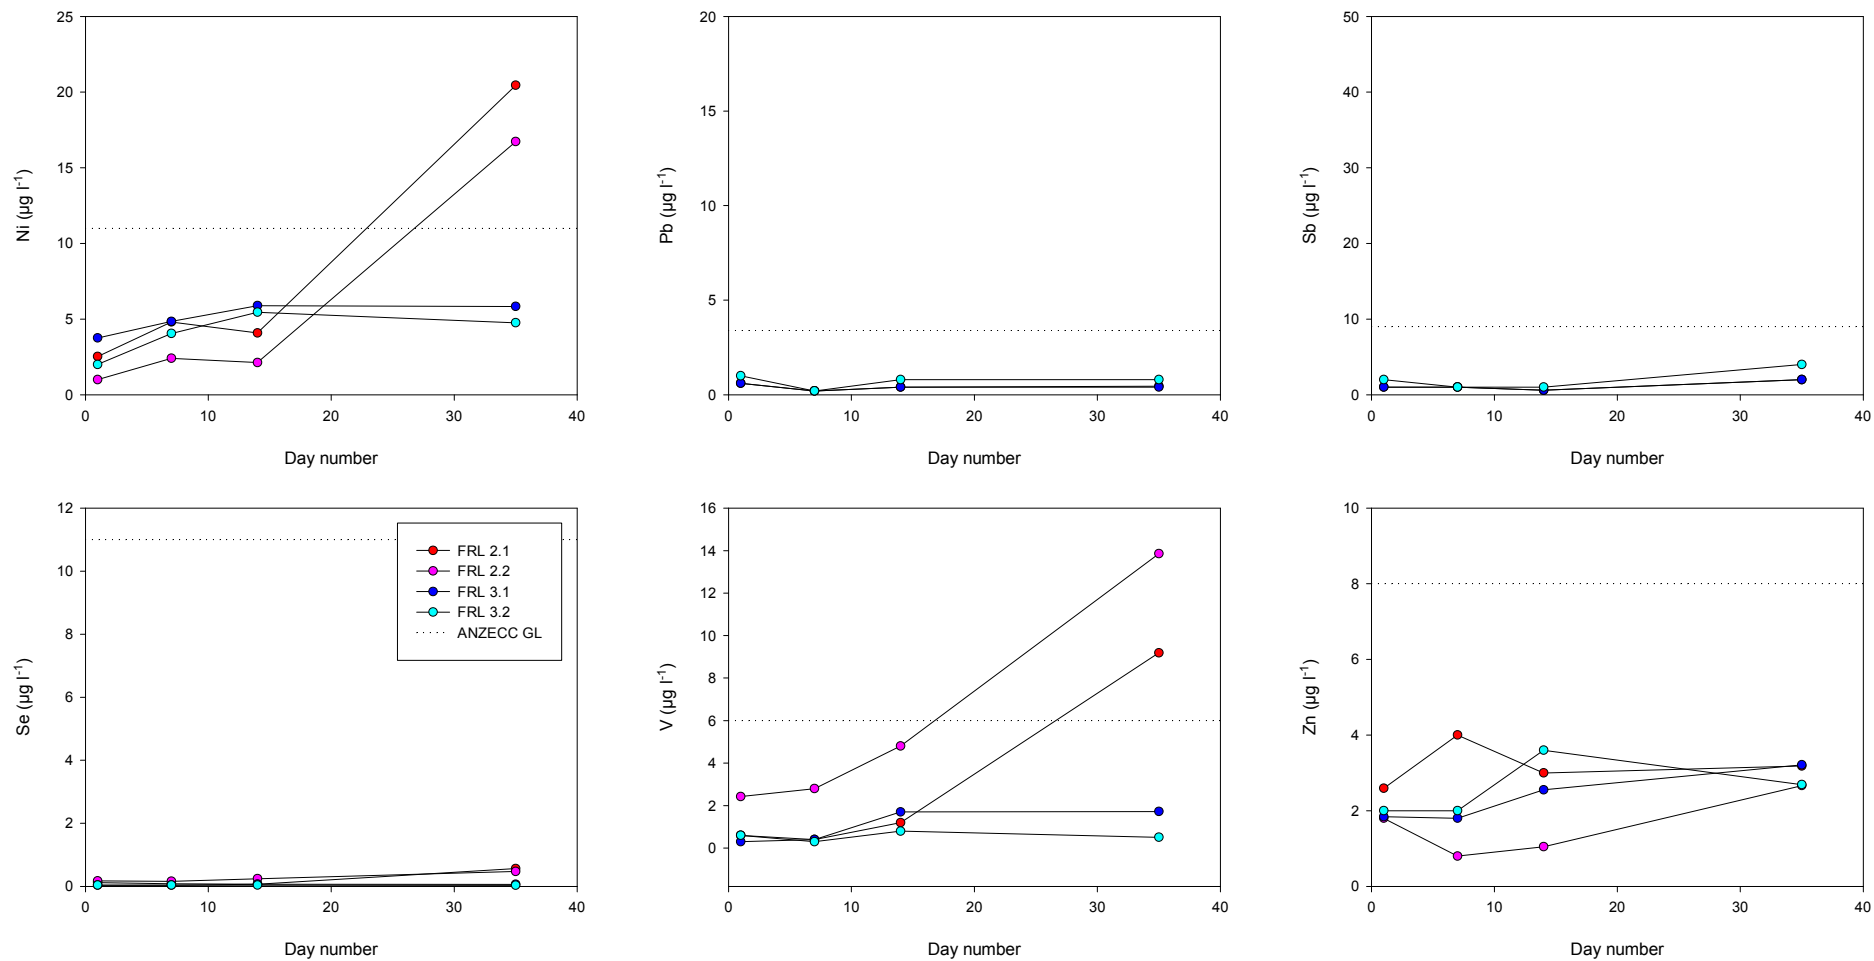 25
20
15
10
5
0
Ni (µg l-1)
0 10 20 30 40
Day number
20
15
10
5
0
Pb (µg l-1)
0 10 20 30 40
Day number
50
40
30
20
10
0
Sb (µg l-1)
0 10 20 30 40
Day number
12
10
8
6
4
2
0
Se (µg l-1)
FRL 2.1
FRL 2.2
FRL 3.1
FRL 3.2
ANZECC GL
0 10 20 30 40
Day number
16
14
12
10
8
6
4
2
0
V (µg l-1)
0 10 20 30 40
Day number
10
8
6
4
2
0
Zn (µg l-1)
0 10 20 30 40
Day number